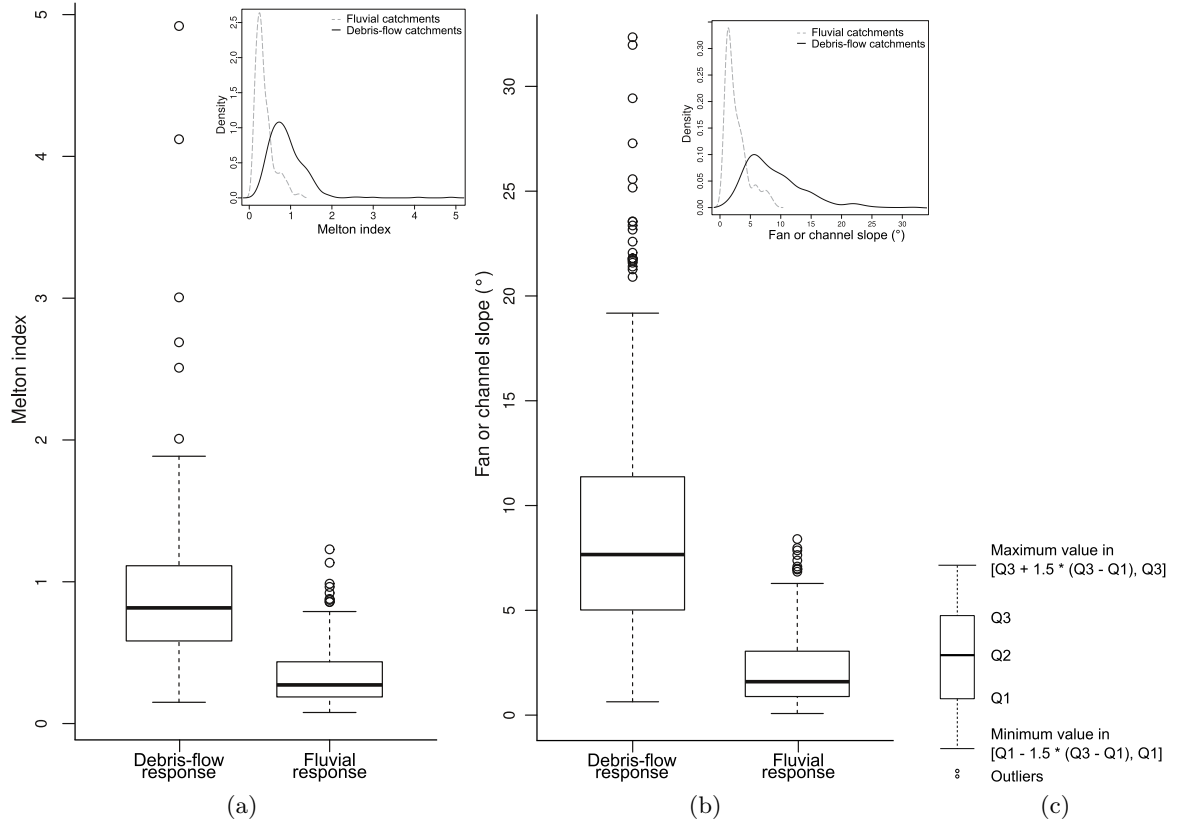 5
4
3
2
1
0
Melton index
Debris-flow
response
Fluvial
response
(a)
Fluvial catchments
Debris-flow catchments
2.5
2.0
1.5
1.0
0.5
0.0
Density
0 1 2 3 4 5
Melton index
30
25
20
15
10
5
0
Fan or channel slope (°)
Debris-flow
response
Fluvial
response
(b)
Fluvial catchments
Debris-flow catchments
0.30
0.25
0.20
0.15
0.10
0.05
0.00
Density
0 5 10 15 20 25 30
Fan or channel slope (°)
Maximum value in
[Q3 + 1.5 * (Q3 - Q1), Q3]
Q3
Q2
Q1
Minimum value in
[Q1 - 1.5 * (Q3 - Q1), Q1]
Outliers
(c)